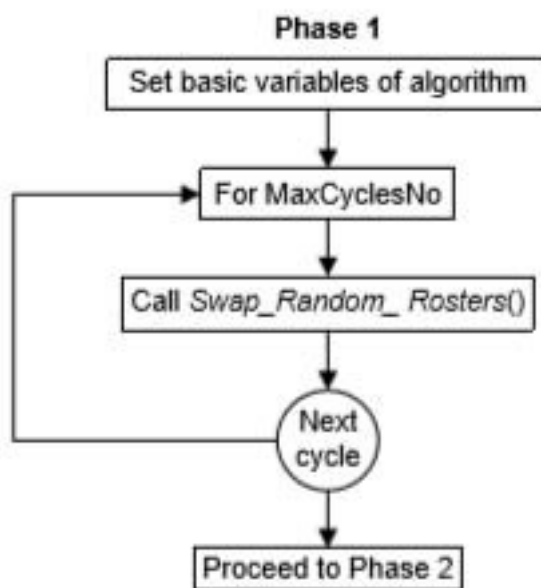 Phase 1
Set basic variables of algorithm
For MaxCyclesNo
Call Swap_Random_ Rosters()
Next
cycle
Proceed to Phase 2